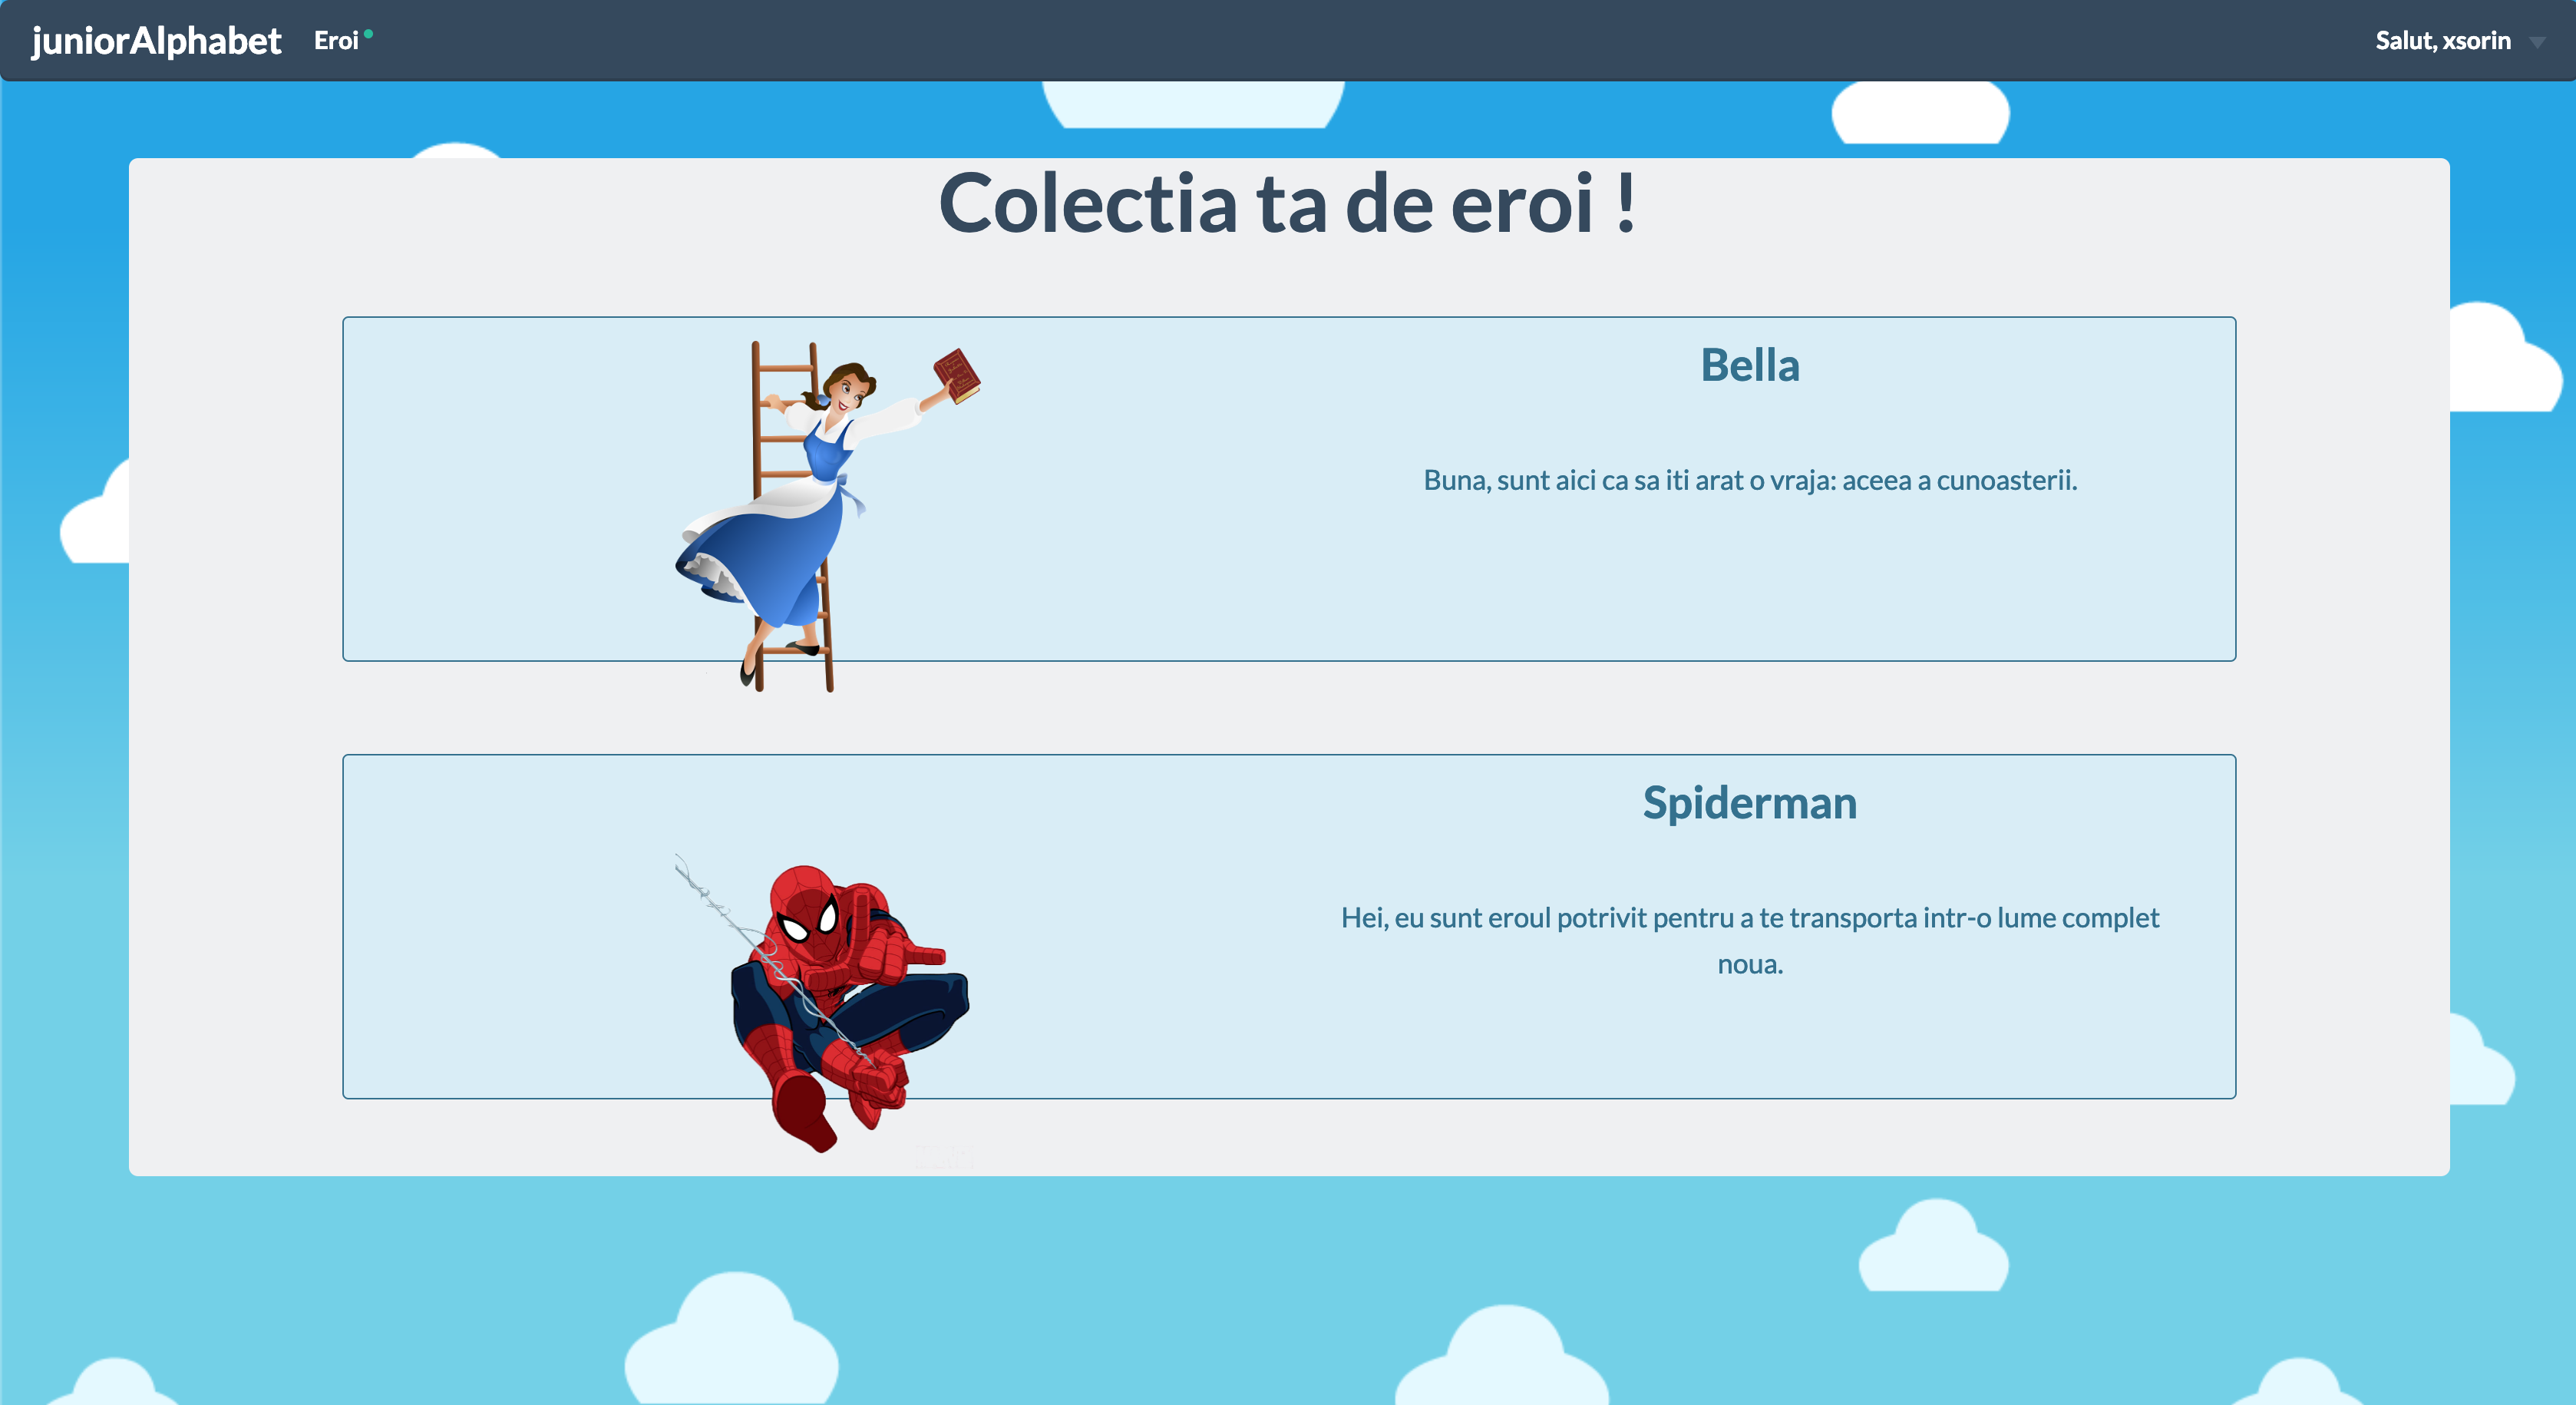 juniorAlphabet Eroi Salut, xsorin
Colectia ta de eroi !
Bella
Buna, sunt aici ca sa iti arat o vraja: aceea a cunoasterii.
Spiderman
Hei, eu sunt eroul potrivit pentru a te transporta intr-o lume complet
noua.